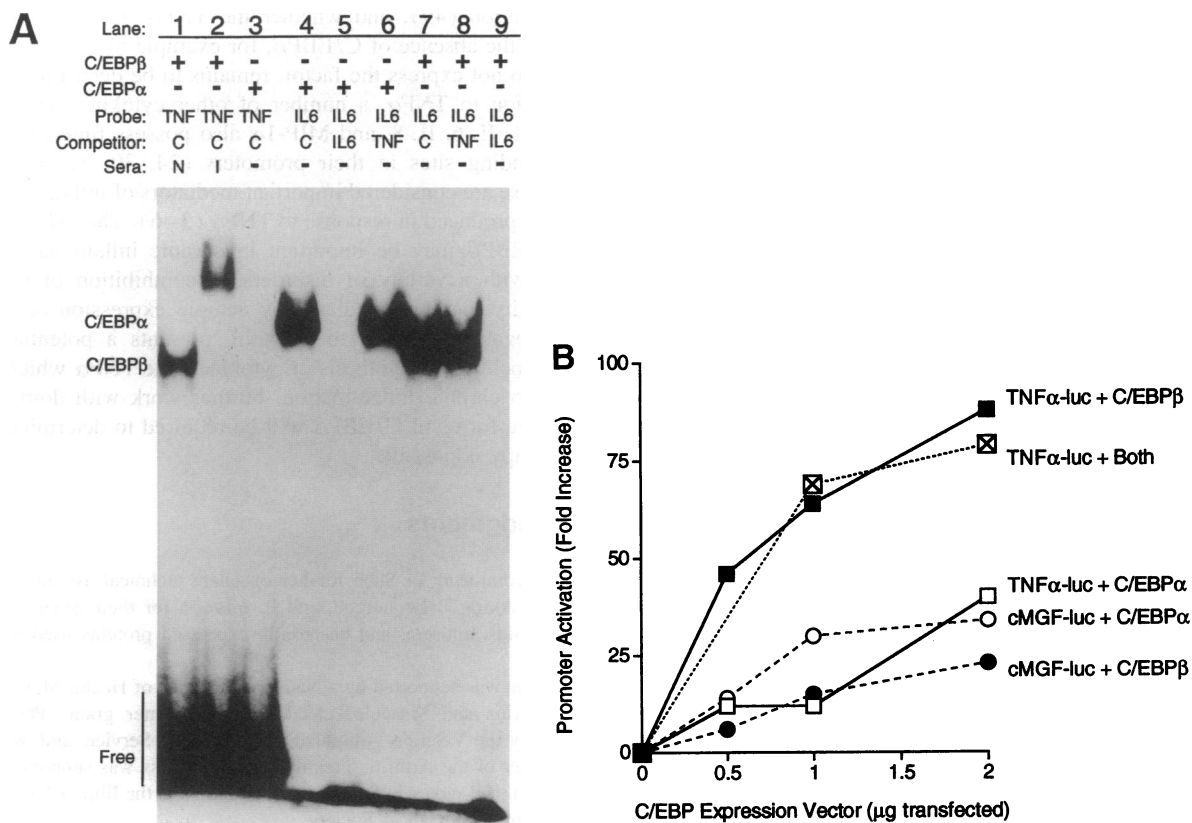 A
Lane: 1 2 3 4 5 6 7 8 9
C/EBPβ + + - - - - + + +
C/EBPα - - + + + + - - -
Probe: TNF TNF TNF IL6 IL6 IL6 IL6 IL6 IL6
Competitor: C C C C IL6 TNF C TNF IL6
Sera: N I - - - - - - -
C/EBPα
C/EBPβ
Free
B
Promoter Activation (Fold Increase)
100
75
50
25
0
0 0.5 1 1.5 2
C/EBP Expression Vector (μg transfected)
TNFα-luc + C/EBPβ
TNFα-luc + Both
TNFα-luc + C/EBPα
cMGF-luc + C/EBPα
cMGF-luc + C/EBPβ